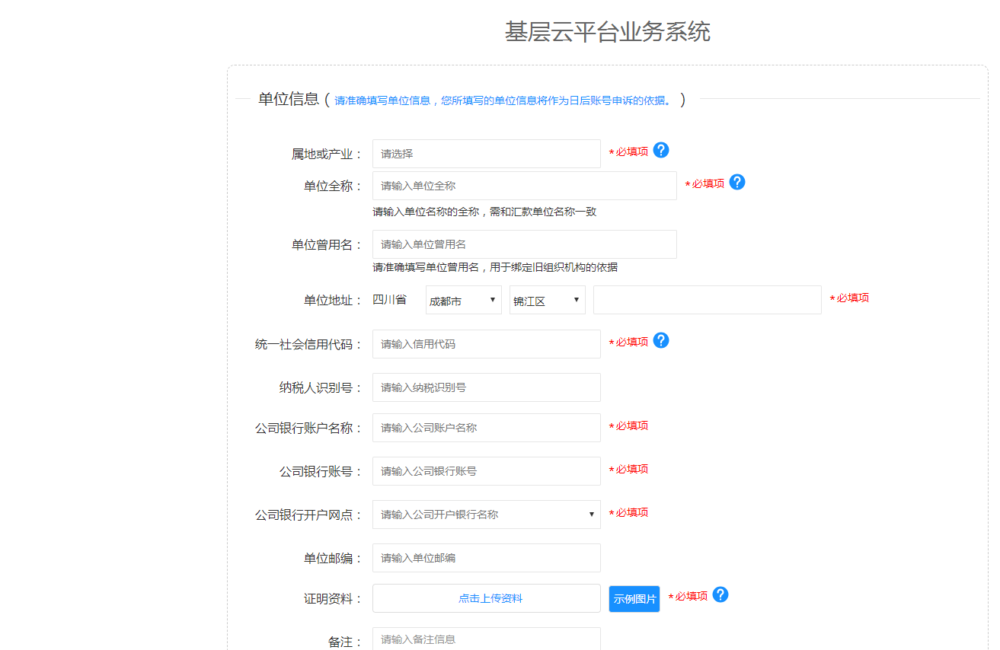 基层云平台业务系统
单位信息 ( 请准确填写单位信息，您所填写的单位信息将作为日后账号申诉的依据。 )
属地或产业： 请选择 *必填项 ?
单位全称： 请输入单位全称 *必填项 ?
请输入单位名称的全称，需和汇款单位名称一致
单位曾用名： 请输入单位曾用名
请准确填写单位曾用名，用于绑定旧组织机构的依据
单位地址： 四川省 成都市 锦江区 *必填项
统一社会信用代码： 请输入信用代码 *必填项 ?
纳税人识别号： 请输入纳税识别号
公司银行账户名称： 请输入公司账户名称 *必填项
公司银行账号： 请输入公司银行账号 *必填项
公司银行开户网点： 请输入公司开户银行名称 *必填项
单位邮编： 请输入单位邮编
证明资料： 点击上传资料 示例图片 *必填项 ?
备注： 请输入备注信息